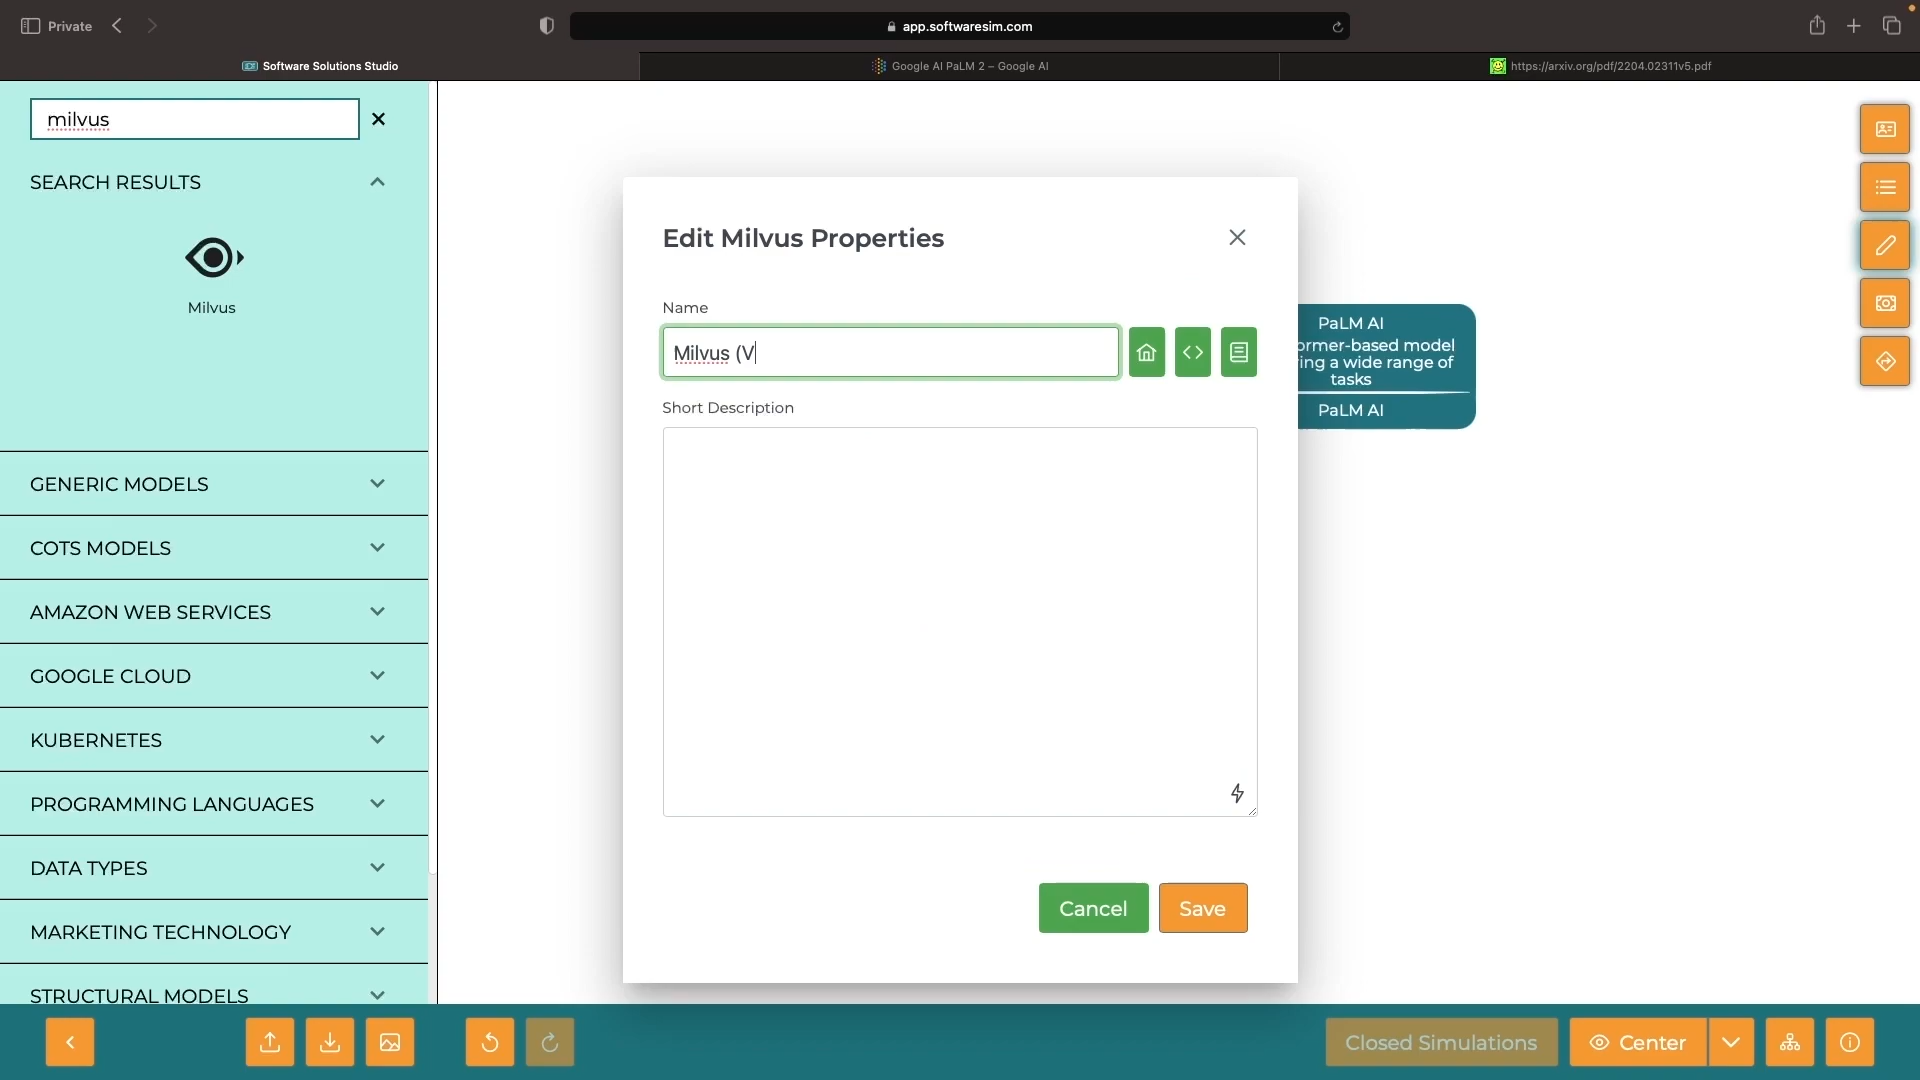 Private
app.softwaresim.com
Software Solutions Studio
Google AI PaLM 2 – Google AI
https://arxiv.org/pdf/2204.02311v5.pdf
milvus
SEARCH RESULTS
Milvus
GENERIC MODELS
COTS MODELS
AMAZON WEB SERVICES
GOOGLE CLOUD
KUBERNETES
PROGRAMMING LANGUAGES
DATA TYPES
MARKETING TECHNOLOGY
STRUCTURAL MODELS
Edit Milvus Properties
Name
Milvus (V
Short Description
Cancel
Save
PaLM AI
ormer-based model
ing a wide range of
tasks
PaLM AI
Closed Simulations
Center